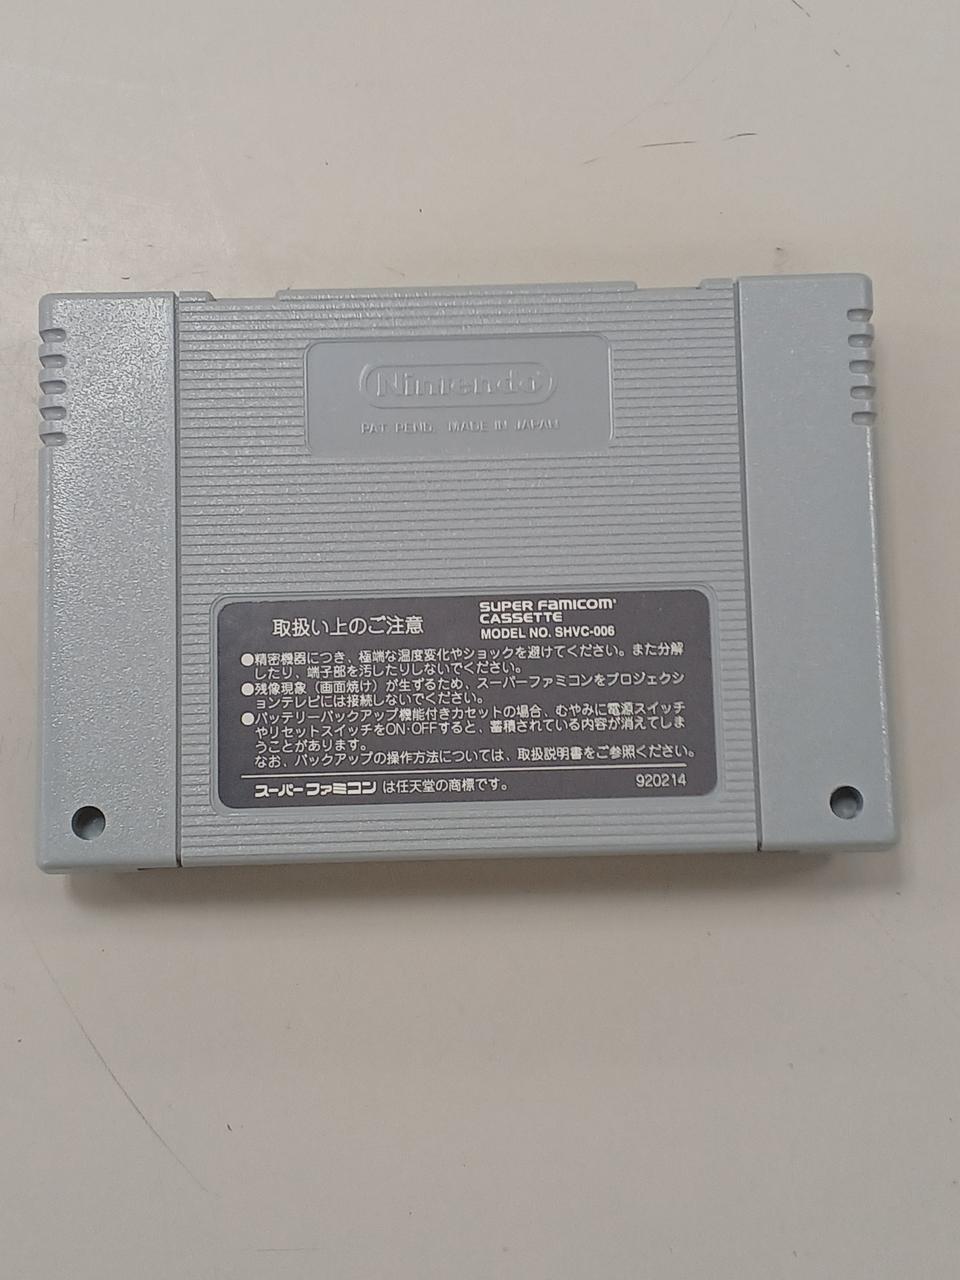 Nintendo
PAT. PEND. MADE IN JAPAN
取扱い上のご注意
SUPER FAMICOM
CASSETTE
MODEL NO. SHVC-006
●精密機器につき、極端な温度変化やショックを避けてください。また分解
したり、端子部を汚したりしないでください。
●残像現象（画面焼け）が生ずるため、スーパーファミコンをプロジェクシ
ョンテレビには接続しないでください。
●バッテリーバックアップ機能付きカセットの場合、むやみに電源スイッチ
やリセットスイッチをON·OFFすると、蓄積されている内容が消えてしま
うことがあります。
なお、バックアップの操作方法については、取扱説明書をご参照ください。
スーパーファミコンは任天堂の商標です。
920214